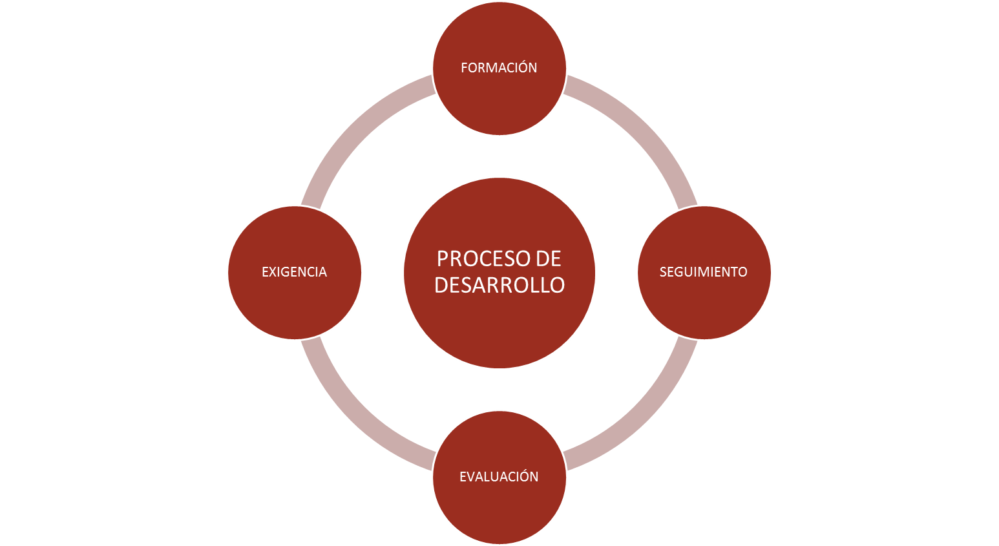 FORMACIÓN
EXIGENCIA
PROCESO DE
DESARROLLO
SEGUIMIENTO
EVALUACIÓN